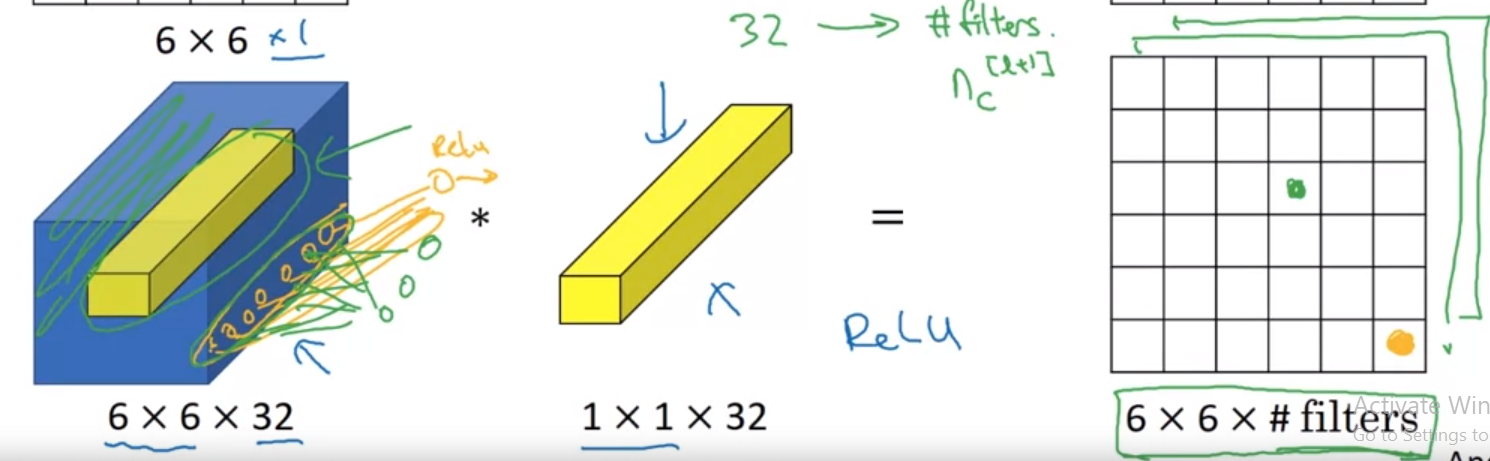 6 × 6 ×1
32 → # filters.
n_c^[l+1]
ReLU
*
=
ReLU
6 × 6 × 32
1 × 1 × 32
6 × 6 × # filters
Activate Win
Go to Settings to